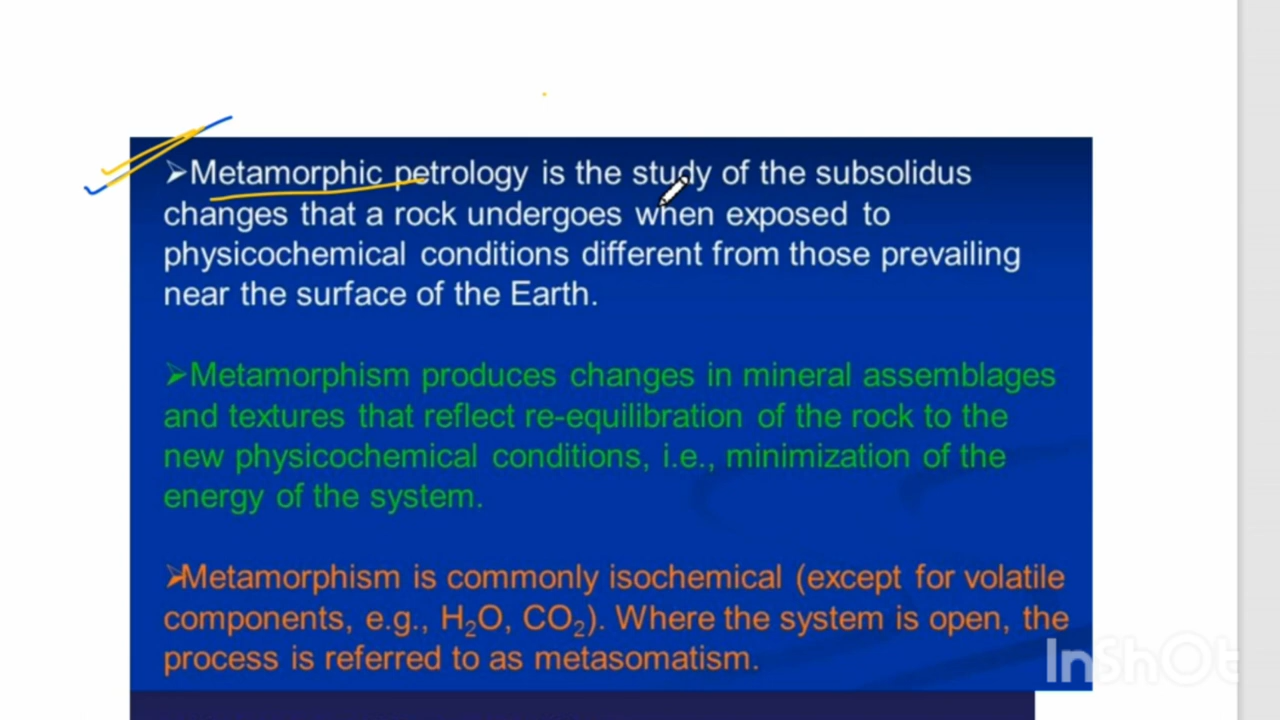 ➢Metamorphic petrology is the study of the subsolidus
changes that a rock undergoes when exposed to
physicochemical conditions different from those prevailing
near the surface of the Earth.
➢Metamorphism produces changes in mineral assemblages
and textures that reflect re-equilibration of the rock to the
new physicochemical conditions, i.e., minimization of the
energy of the system.
➢Metamorphism is commonly isochemical (except for volatile
components, e.g., H₂O, CO₂). Where the system is open, the
process is referred to as metasomatism.
InShOt